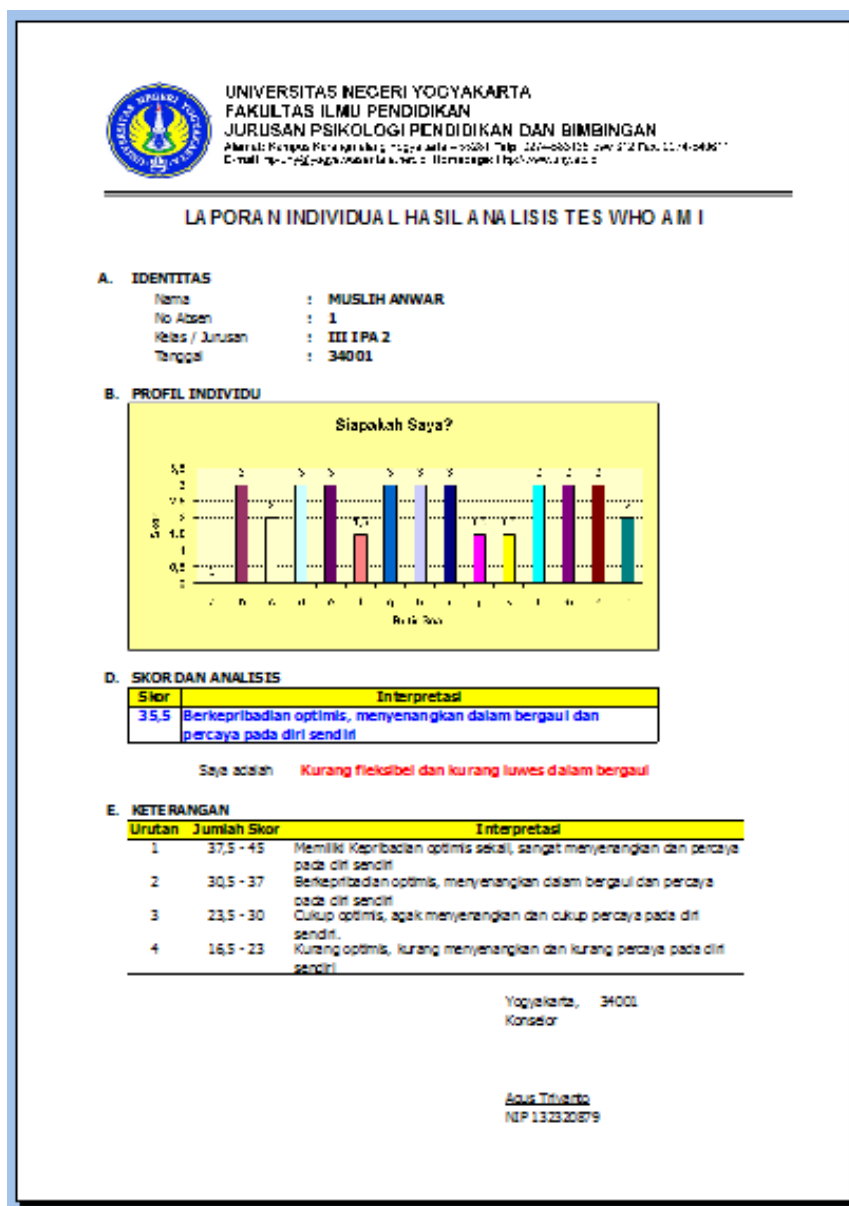 UNIVERSITAS NEGERI YOGYAKARTA
FAKULTAS ILMU PENDIDIKAN
JURUSAN PSIKOLOGI PENDIDIKAN DAN BIMBINGAN
LAPORAN INDIVIDUAL HASIL ANALISIS TES WHO AM I
A. IDENTITAS
Nama : MUSLIH ANWAR
No Absen : 1
Kelas / Jurusan : III IPA 2
Tanggal : 34001
B. PROFIL INDIVIDU
Siapakah Saya?
D. SKOR DAN ANALISIS
Skor Interpretasi
35,5 Berkepribadian optimis, menyenangkan dalam bergaul dan
percaya pada diri sendiri
Saya adalah Kurang fleksibel dan kurang luwes dalam bergaul
E. KETERANGAN
Urutan Jumlah Skor Interpretasi
1 37,5 - 45 Memiliki Kepribadian optimis sekali, sangat menyenangkan dan percaya
pada diri sendiri
2 30,5 - 37 Berkepribadian optimis, menyenangkan dalam bergaul dan percaya
pada diri sendiri
3 23,5 - 30 Cukup optimis, agak menyenangkan dan cukup percaya pada diri
sendiri.
4 16,5 - 23 Kurang optimis, kurang menyenangkan dan kurang percaya pada diri
sendiri
Yogyakarta, 34001
Konselor
Agus Triyanto
NIP 132320879